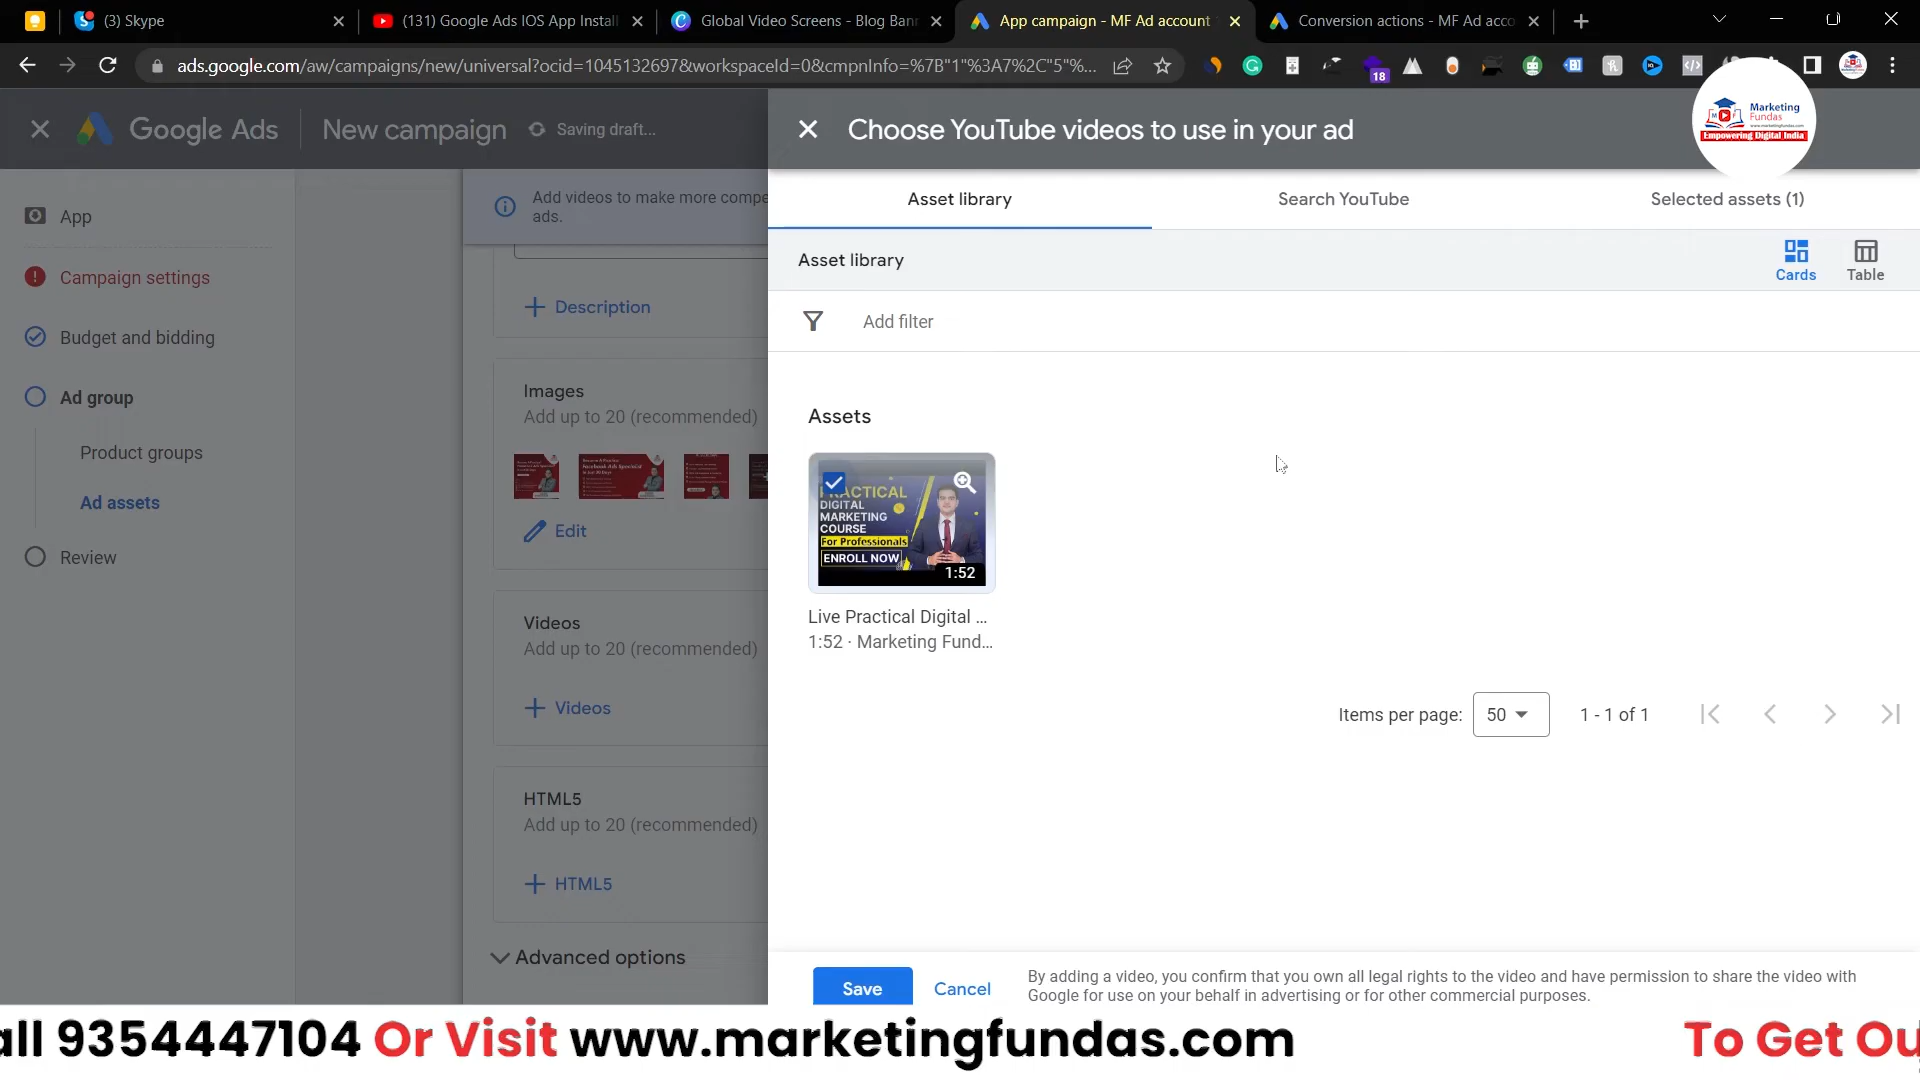 (3) Skype
(131) Google Ads IOS App Install
Global Video Screens - Blog Bann
App campaign - MF Ad account
Conversion actions - MF Ad acco
ads.google.com/aw/campaigns/new/universal?ocid=1045132697&workspaceId=0&cmpnInfo=%7B"1"%3A7%2C"5"%...
18
Google Ads
New campaign
Saving draft...
Choose YouTube videos to use in your ad
Marketing
Fundas
www.marketingfundas.com
Empowering Digital India
App
Campaign settings
Budget and bidding
Ad group
Product groups
Ad assets
Review
Add videos to make more compe
ads.
Description
Images
Add up to 20 (recommended)
Edit
Videos
Add up to 20 (recommended)
Videos
HTML5
Add up to 20 (recommended)
HTML5
Advanced options
Asset library
Search YouTube
Selected assets (1)
Asset library
Cards
Table
Add filter
Assets
PRACTICAL
DIGITAL
MARKETING
COURSE
For Professionals
ENROLL NOW
1:52
Live Practical Digital ...
1:52 · Marketing Fund...
Items per page:
50
1 - 1 of 1
Save
Cancel
By adding a video, you confirm that you own all legal rights to the video and have permission to share the video with
Google for use on your behalf in advertising or for other commercial purposes.
all 9354447104 Or Visit www.marketingfundas.com
To Get Ou